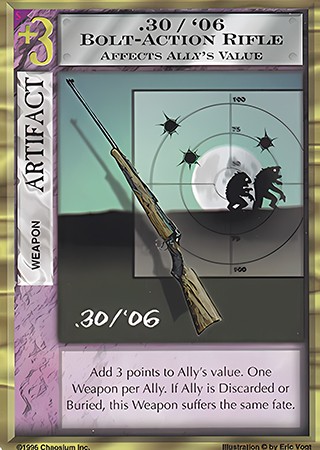 +3
.30 / ‘06
Bolt-Action Rifle
Affects Ally's Value
ARTIFACT
WEAPON
100
75
75
100
.30/‘06
Add 3 points to Ally's value. One
Weapon per Ally. If Ally is Discarded or
Buried, this Weapon suffers the same fate.
©1996 Chaosium Inc.
Illustration © by Eric Vogt